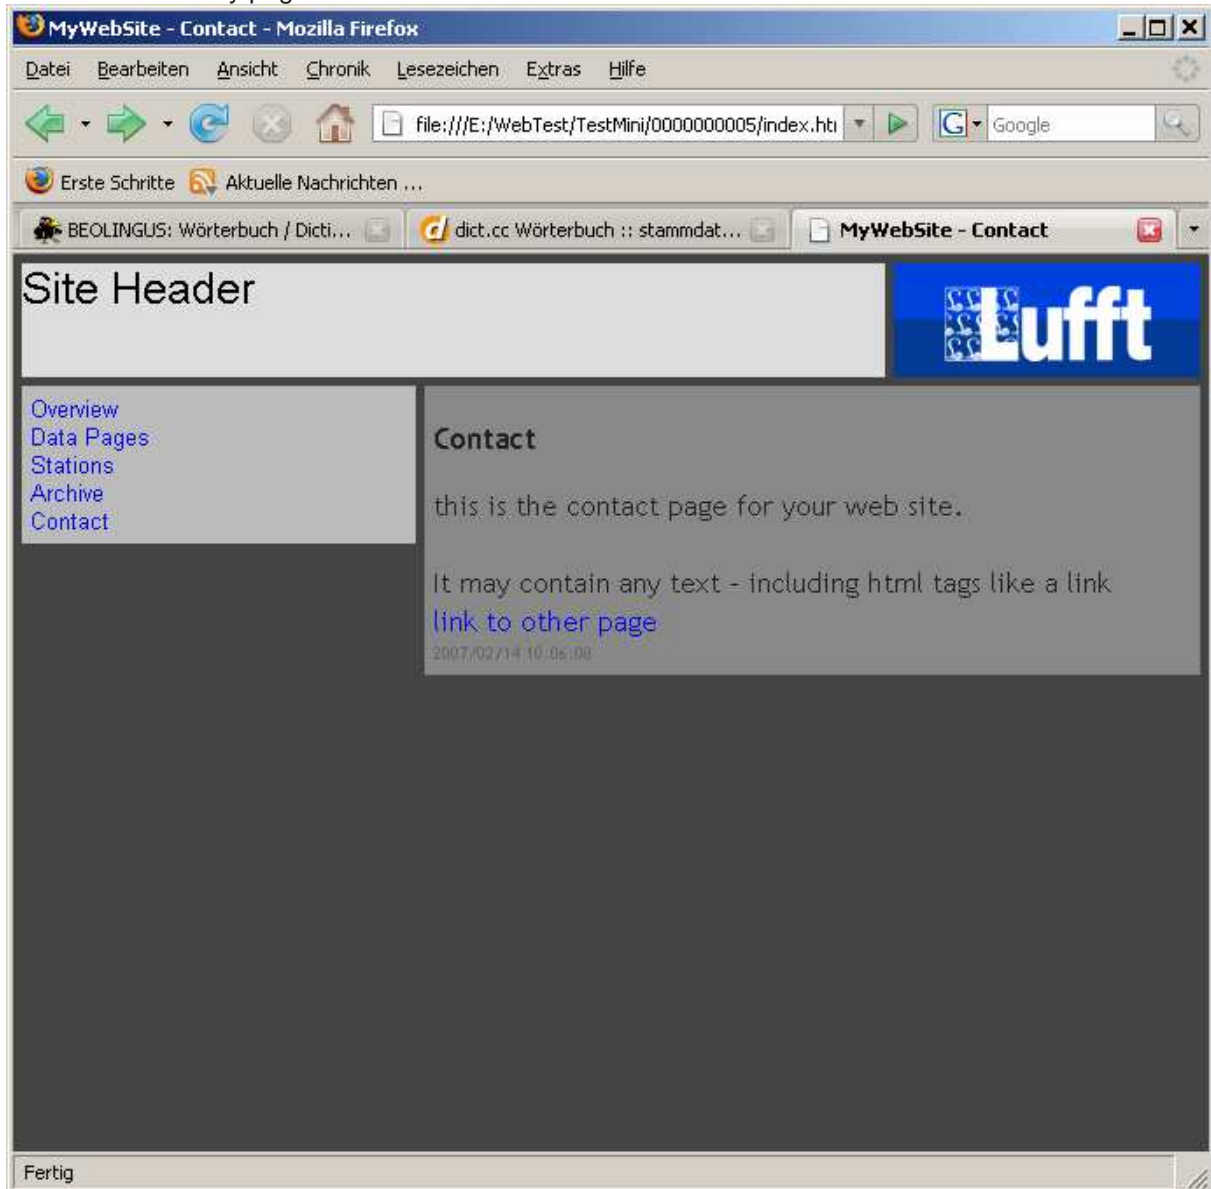 MyWebSite - Contact - Mozilla Firefox
Datei Bearbeiten Ansicht Chronik Lesezeichen Extras Hilfe
file:///E:/WebTest/TestMini/0000000005/index.ht
G Google
Erste Schritte Aktuelle Nachrichten ...
BEOLINGUS: Wörterbuch / Dicti... dict.cc Wörterbuch :: stammdat... MyWebSite - Contact
Site Header
Lufft
Overview
Data Pages
Stations
Archive
Contact
Contact
this is the contact page for your web site.
It may contain any text - including html tags like a link
link to other page
2007/02/14 10:06:08
Fertig